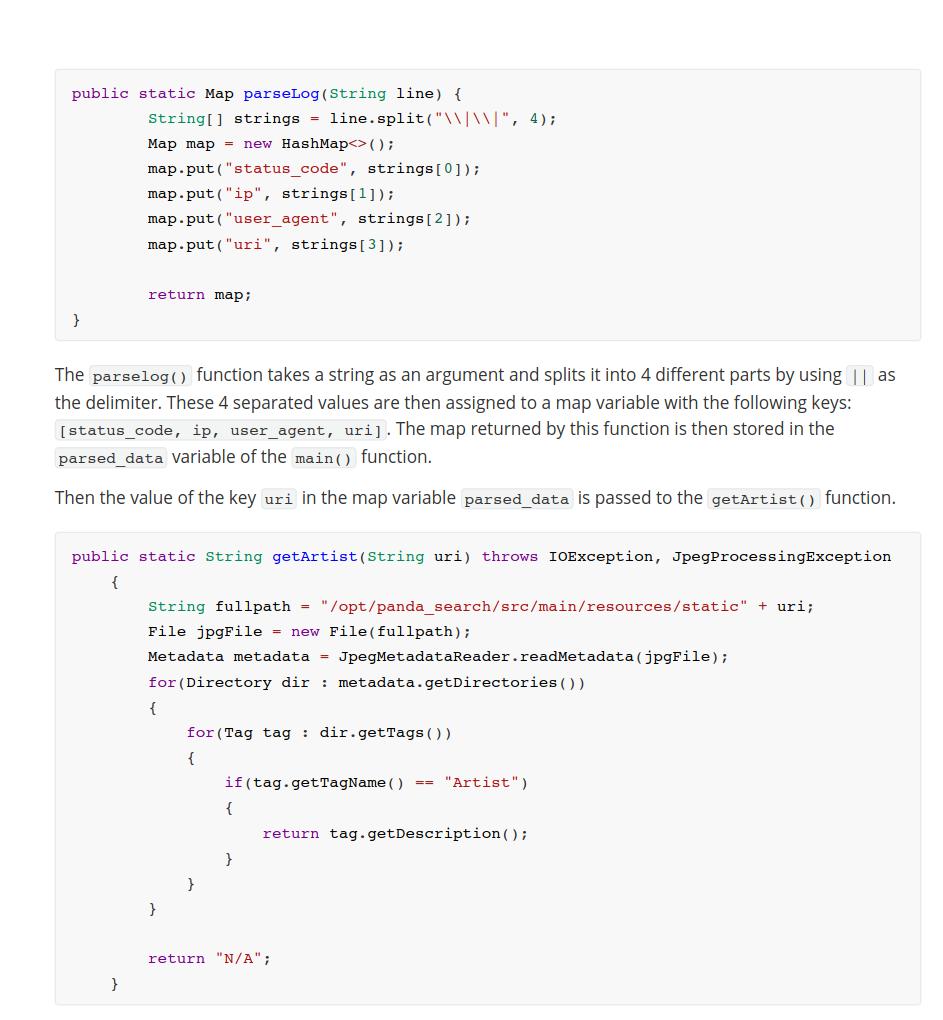 public static Map parseLog(String line) {
        String[] strings = line.split("\\|\\|", 4);
        Map map = new HashMap<>();
        map.put("status_code", strings[0]);
        map.put("ip", strings[1]);
        map.put("user_agent", strings[2]);
        map.put("uri", strings[3]);

        return map;
}
The parselog() function takes a string as an argument and splits it into 4 different parts by using || as
the delimiter. These 4 separated values are then assigned to a map variable with the following keys:
[status_code, ip, user_agent, uri]. The map returned by this function is then stored in the
parsed_data variable of the main() function.
Then the value of the key uri in the map variable parsed_data is passed to the getArtist() function.
public static String getArtist(String uri) throws IOException, JpegProcessingException
    {
        String fullpath = "/opt/panda_search/src/main/resources/static" + uri;
        File jpgFile = new File(fullpath);
        Metadata metadata = JpegMetadataReader.readMetadata(jpgFile);
        for(Directory dir : metadata.getDirectories())
        {
            for(Tag tag : dir.getTags())
            {
                if(tag.getTagName() == "Artist")
                {
                    return tag.getDescription();
                }
            }
        }

        return "N/A";
    }